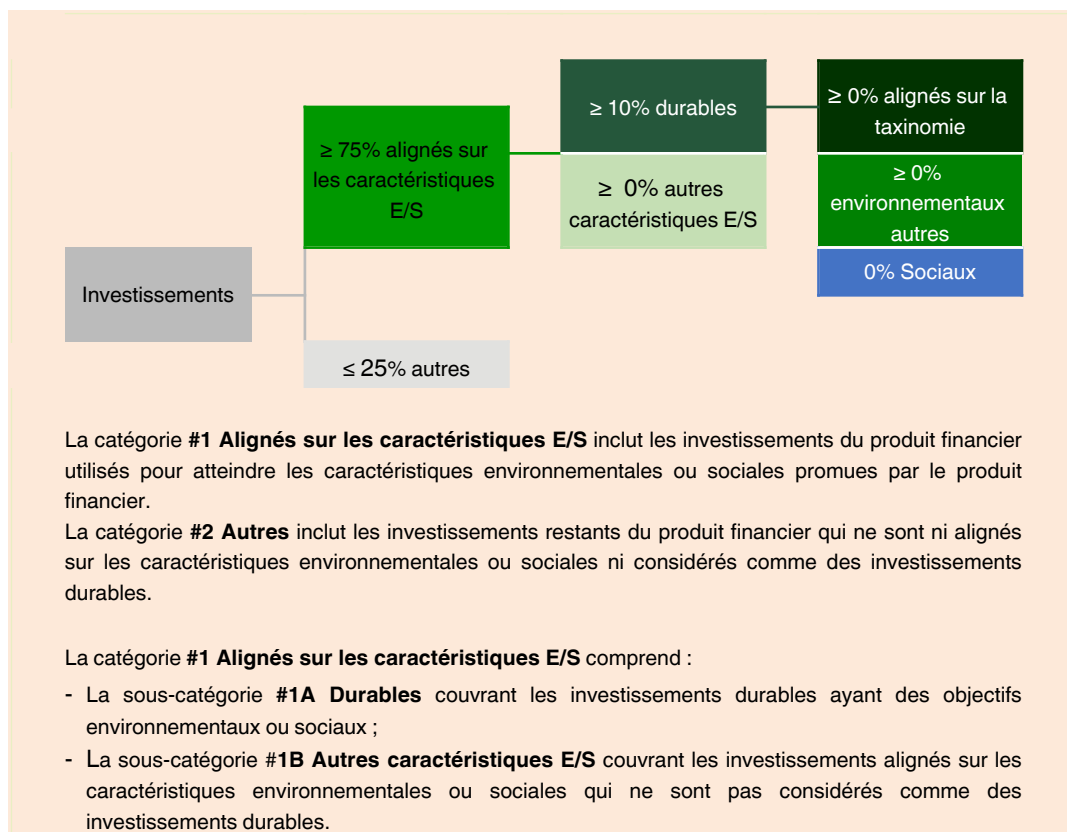 ≥ 10% durables
≥ 0% alignés sur la
taxinomie
≥ 75% alignés sur
les caractéristiques
E/S
≥ 0% autres
caractéristiques E/S
≥ 0%
environnementaux
autres
0% Sociaux
Investissements
≤ 25% autres
La catégorie #1 Alignés sur les caractéristiques E/S inclut les investissements du produit financier
utilisés pour atteindre les caractéristiques environnementales ou sociales promues par le produit
financier.
La catégorie #2 Autres inclut les investissements restants du produit financier qui ne sont ni alignés
sur les caractéristiques environnementales ou sociales ni considérés comme des investissements
durables.
La catégorie #1 Alignés sur les caractéristiques E/S comprend :
- La sous-catégorie #1A Durables couvrant les investissements durables ayant des objectifs
environnementaux ou sociaux ;
- La sous-catégorie #1B Autres caractéristiques E/S couvrant les investissements alignés sur les
caractéristiques environnementales ou sociales qui ne sont pas considérés comme des
investissements durables.